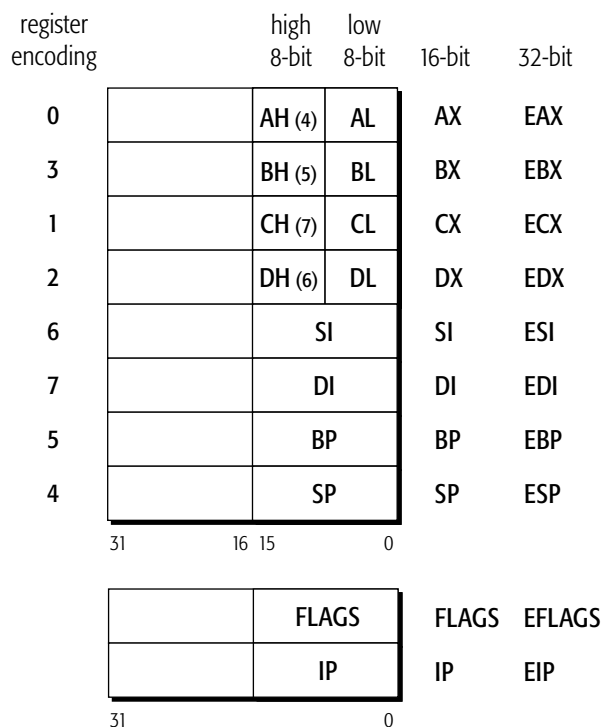 register high low
encoding 8-bit 8-bit 16-bit 32-bit
0 AH (4) AL AX EAX
3 BH (5) BL BX EBX
1 CH (7) CL CX ECX
2 DH (6) DL DX EDX
6 SI SI ESI
7 DI DI EDI
5 BP BP EBP
4 SP SP ESP
31 16 15 0
FLAGS FLAGS EFLAGS
IP IP EIP
31 0